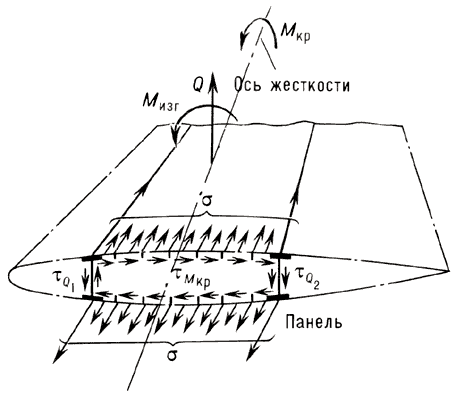 Mкр
Q
Ось жесткости
Mизг
σ
τQ1
τMкр
τQ2
Панель
σ